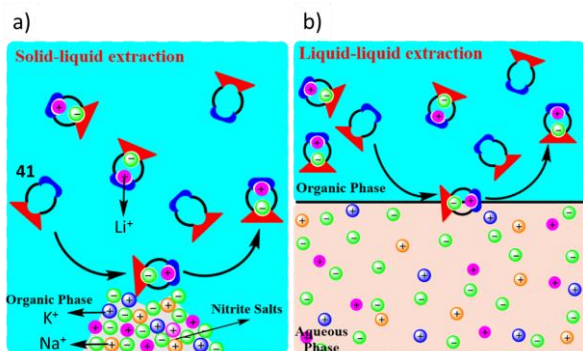 a)
Solid-liquid extraction
41
Li⁺
Organic Phase
K⁺
Na⁺
Nitrite Salts
b)
Liquid-liquid extraction
Organic Phase
Aqueous
Phase